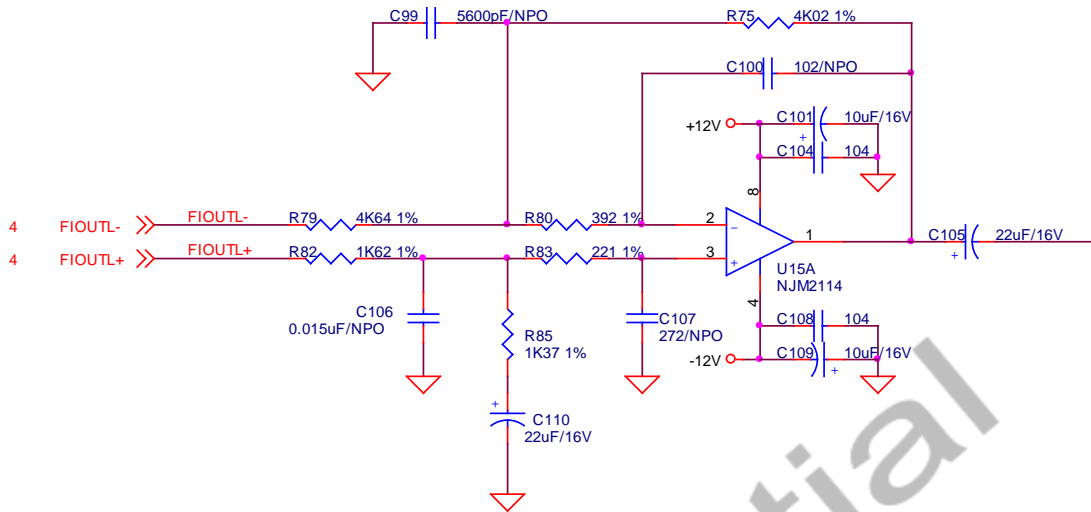 C99 5600pF/NPO R75 4K02 1%
C100 102/NPO
+12V C101 10uF/16V
+
C104 104
8
4 FIOUTL- FIOUTL- R79 4K64 1% R80 392 1% 2 - 1
4 FIOUTL+ FIOUTL+ R82 1K62 1% R83 221 1% 3 +
C105 22uF/16V
+
U15A
NJM2114
4
C106
0.015uF/NPO
R85
1K37 1%
C107
272/NPO
C108 104
-12V C109 10uF/16V
+
+
C110
22uF/16V
tial